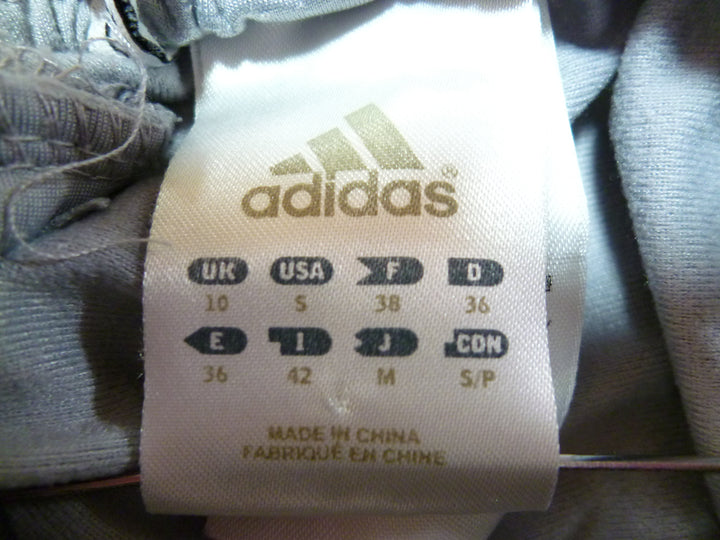 adidas®
UK USA F D
10 S 38 36
E I J CON
36 42 M S/P
MADE IN CHINA
FABRIQUÉ EN CHINE